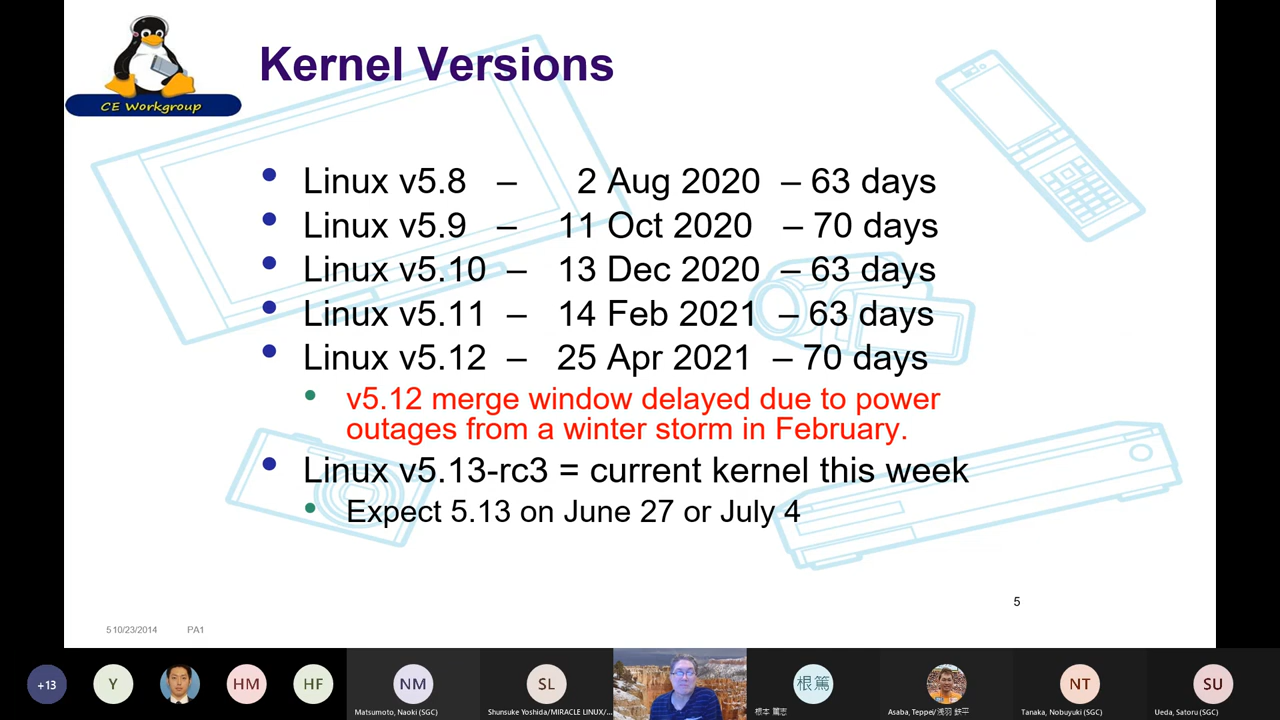 CE Workgroup
Kernel Versions
Linux v5.8 – 2 Aug 2020 – 63 days
Linux v5.9 – 11 Oct 2020 – 70 days
Linux v5.10 – 13 Dec 2020 – 63 days
Linux v5.11 – 14 Feb 2021 – 63 days
Linux v5.12 – 25 Apr 2021 – 70 days
v5.12 merge window delayed due to power
outages from a winter storm in February.
Linux v5.13-rc3 = current kernel this week
Expect 5.13 on June 27 or July 4
5
5 10/23/2014 PA1
+13
Y
HM
HF
NM
SL
根篤
NT
SU
Matsumoto, Naoki (SGC)
Shunsuke Yoshida/MIRACLE LINUX/...
根本 篤志
Asaba, Teppei/浅羽 鉄平
Tanaka, Nobuyuki (SGC)
Ueda, Satoru (SGC)